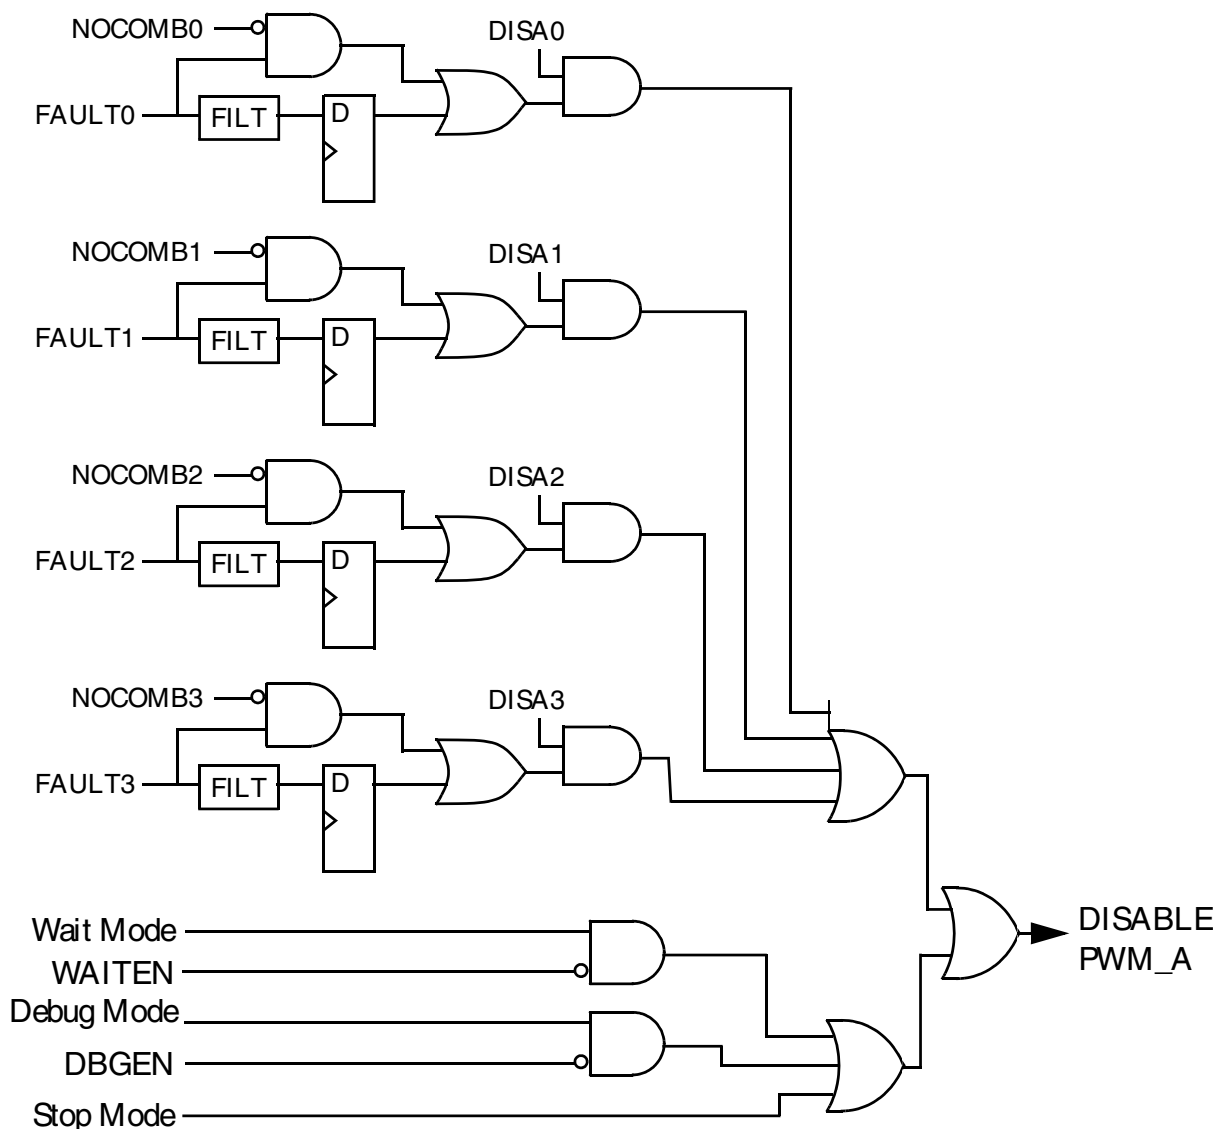 NOCOMB0
DISA0
FAULT0
FILT
D
NOCOMB1
DISA1
FAULT1
FILT
D
NOCOMB2
DISA2
FAULT2
FILT
D
NOCOMB3
DISA3
FAULT3
FILT
D
Wait Mode
WAITEN
Debug Mode
DBGEN
Stop Mode
DISABLE
PWM_A